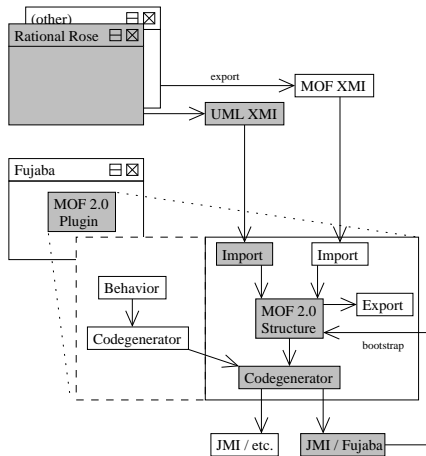 (other)
Rational Rose
export
MOF XMI
UML XMI
Fujaba
MOF 2.0
Plugin
Import
Import
Behavior
MOF 2.0
Structure
Export
Codegenerator
bootstrap
Codegenerator
JMI / etc.
JMI / Fujaba